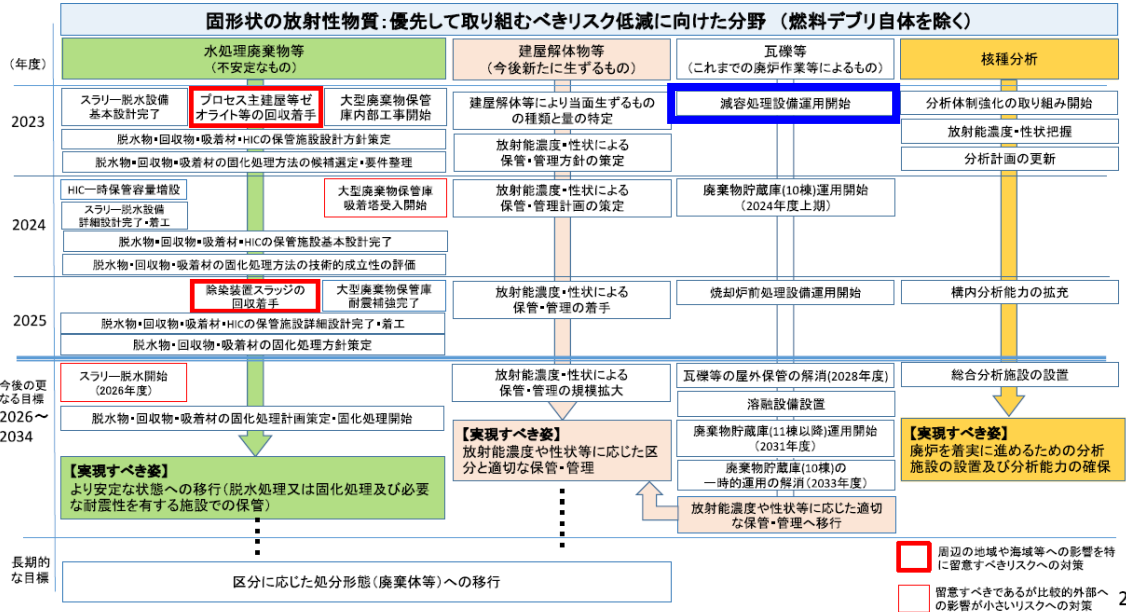 固形状の放射性物質：優先して取り組むべきリスク低減に向けた分野　（燃料デブリ自体を除く）
（年度）
水処理廃棄物等
（不安定なもの）
建屋解体物等
（今後新たに生ずるもの）
瓦礫等
（これまでの廃炉作業等によるもの）
核種分析
2023
スラリー脱水設備
基本設計完了
プロセス主建屋等ゼ
オライト等の回収着手
大型廃棄物保管
庫内部工事開始
脱水物・回収物・吸着材・HICの保管施設設計方針策定
脱水物・回収物・吸着材の固化処理方法の候補選定・要件整理
建屋解体等により当面生ずるもの
の種類と量の特定
放射能濃度・性状による
保管・管理方針の策定
減容処理設備運用開始
分析体制強化の取り組み開始
放射能濃度・性状把握
分析計画の更新
2024
HIC一時保管容量増設
スラリー脱水設備
詳細設計完了・着工
大型廃棄物保管庫
吸着塔受入開始
脱水物・回収物・吸着材・HICの保管施設基本設計完了
脱水物・回収物・吸着材の固化処理方法の技術的成立性の評価
放射能濃度・性状による
保管・管理計画の策定
廃棄物貯蔵庫(10棟)運用開始
（2024年度上期）
2025
除染装置スラッジの
回収着手
大型廃棄物保管庫
耐震補強完了
脱水物・回収物・吸着材・HICの保管施設詳細設計完了・着工
脱水物・回収物・吸着材の固化処理方針策定
放射能濃度・性状による
保管・管理の着手
焼却炉前処理設備運用開始
構内分析能力の拡充
今後の更
なる目標
2026～
2034
スラリー脱水開始
（2026年度）
脱水物・回収物・吸着材の固化処理計画策定・固化処理開始
【実現すべき姿】
より安定な状態への移行（脱水処理又は固化処理及び必要
な耐震性を有する施設での保管）
放射能濃度・性状による
保管・管理の規模拡大
【実現すべき姿】
放射能濃度や性状等に応じた区
分と適切な保管・管理
瓦礫等の屋外保管の解消(2028年度)
溶融設備設置
廃棄物貯蔵庫(11棟以降)運用開始
（2031年度）
廃棄物貯蔵庫(10棟)の
一時的運用の解消(2033年度)
放射能濃度や性状等に応じた適切
な保管・管理へ移行
総合分析施設の設置
【実現すべき姿】
廃炉を着実に進めるための分析
施設の設置及び分析能力の確保
長期的
な目標
区分に応じた処分形態（廃棄体等）への移行
周辺の地域や海域等への影響を特
に留意すべきリスクへの対策
留意すべきであるが比較的外部へ
の影響が小さいリスクへの対策
2